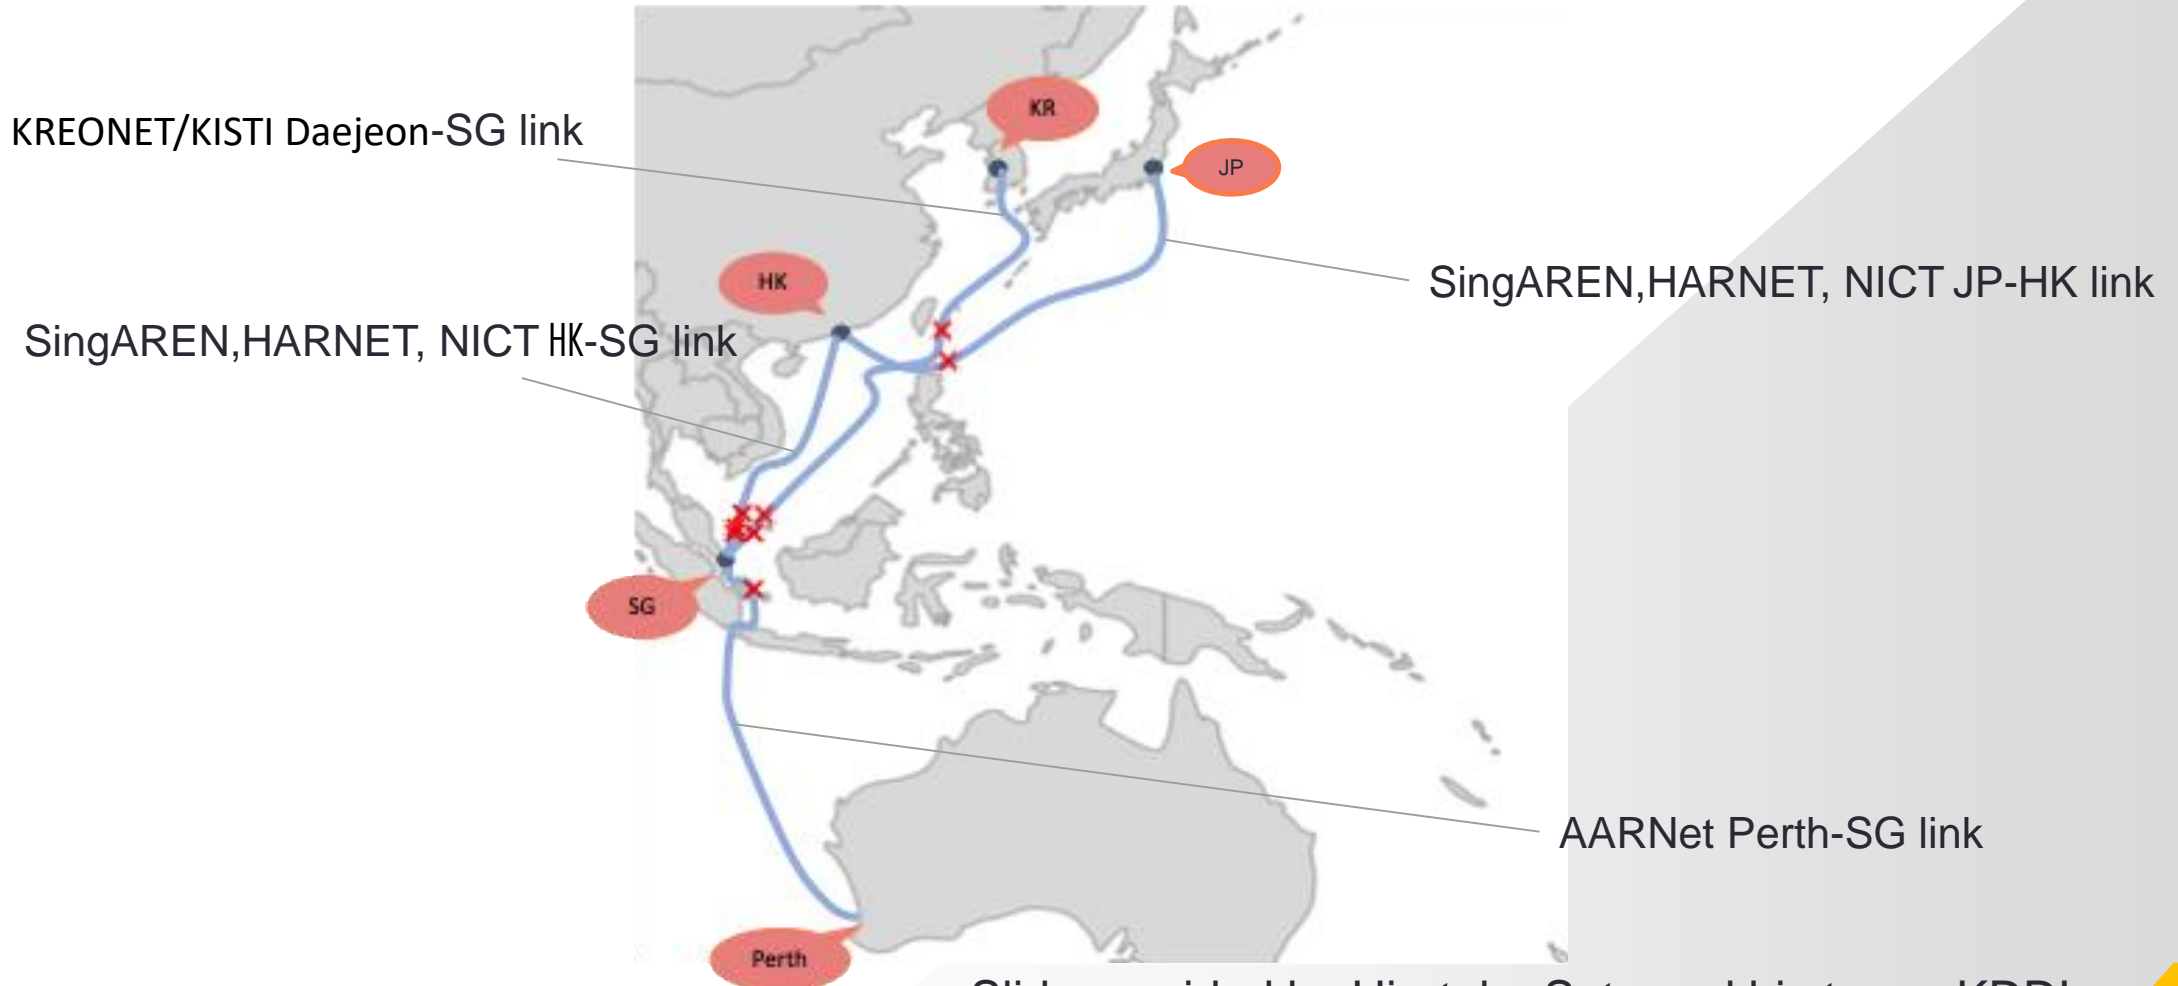 KR
KREONET/KISTI Daejeon-SG link
JP
HK
SingAREN,HARNET, NICT JP-HK link
SingAREN,HARNET, NICT HK-SG link
SG
AARNet Perth-SG link
Perth